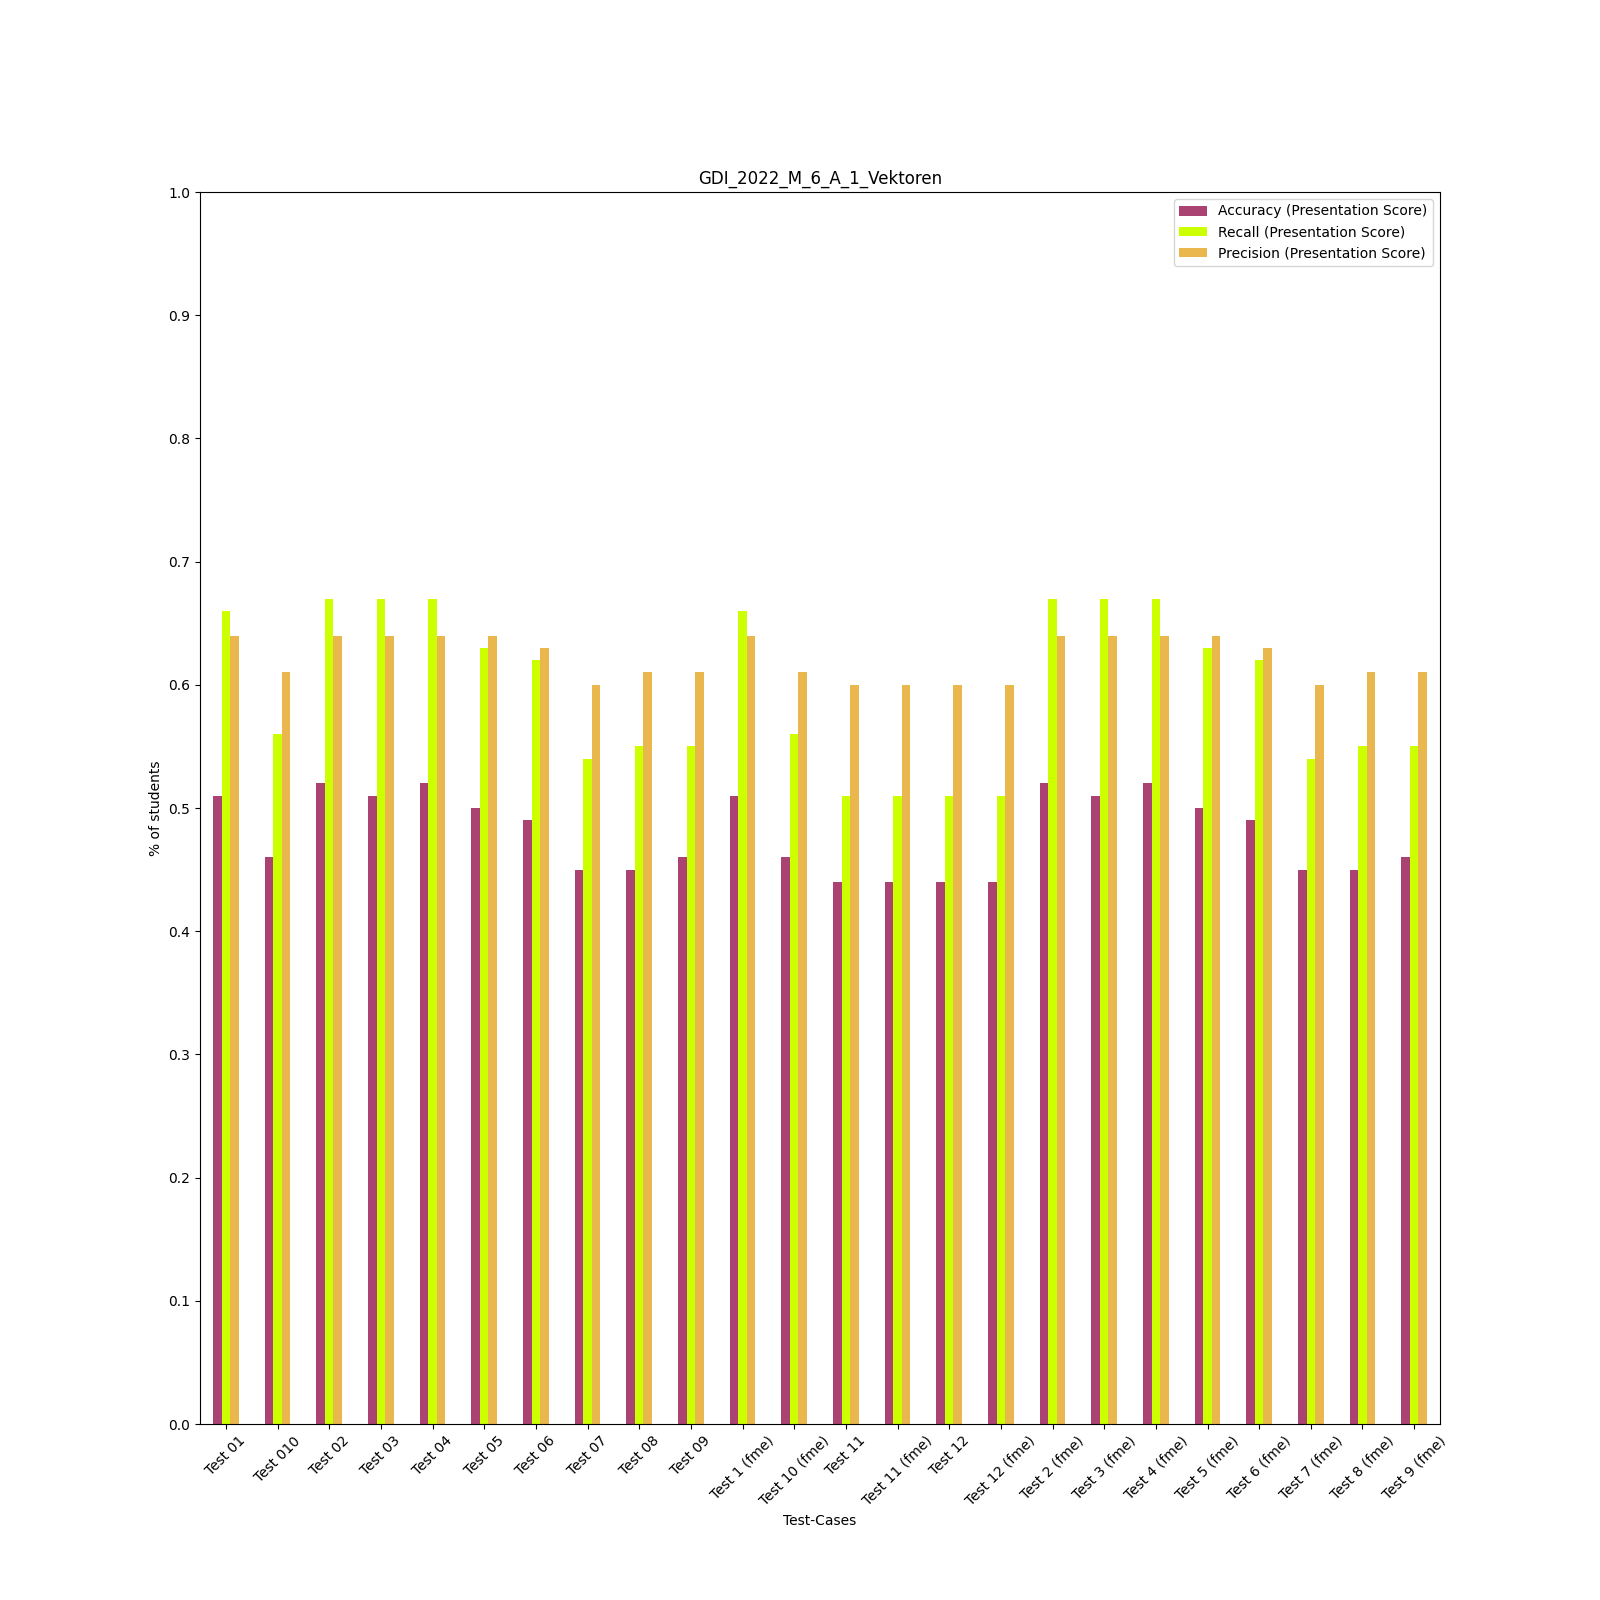 GDI_2022_M_6_A_1_Vektoren
Accuracy (Presentation Score)
Recall (Presentation Score)
Precision (Presentation Score)
1.0
0.9
0.8
0.7
0.6
0.5
0.4
0.3
0.2
0.1
0.0
% of students
Test 01
Test 010
Test 02
Test 03
Test 04
Test 05
Test 06
Test 07
Test 08
Test 09
Test 1 (fme)
Test 10 (fme)
Test 11
Test 11 (fme)
Test 12
Test 12 (fme)
Test 2 (fme)
Test 3 (fme)
Test 4 (fme)
Test 5 (fme)
Test 6 (fme)
Test 7 (fme)
Test 8 (fme)
Test 9 (fme)
Test-Cases